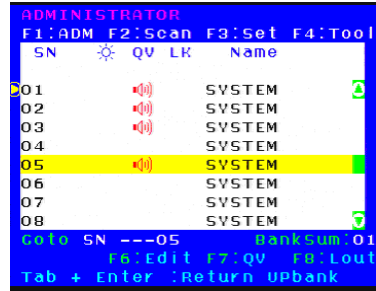 ADMINISTRATOR
F1:ADM F2:Scan F3:Set F4:Tool
SN QV LK Name
01 SYSTEM
02 SYSTEM
03 SYSTEM
04 SYSTEM
05 SYSTEM
06 SYSTEM
07 SYSTEM
08 SYSTEM
Goto SN ---05 BankSum:01
F6:Edit F7:QV F8:Lout
Tab + Enter :Return UPbank